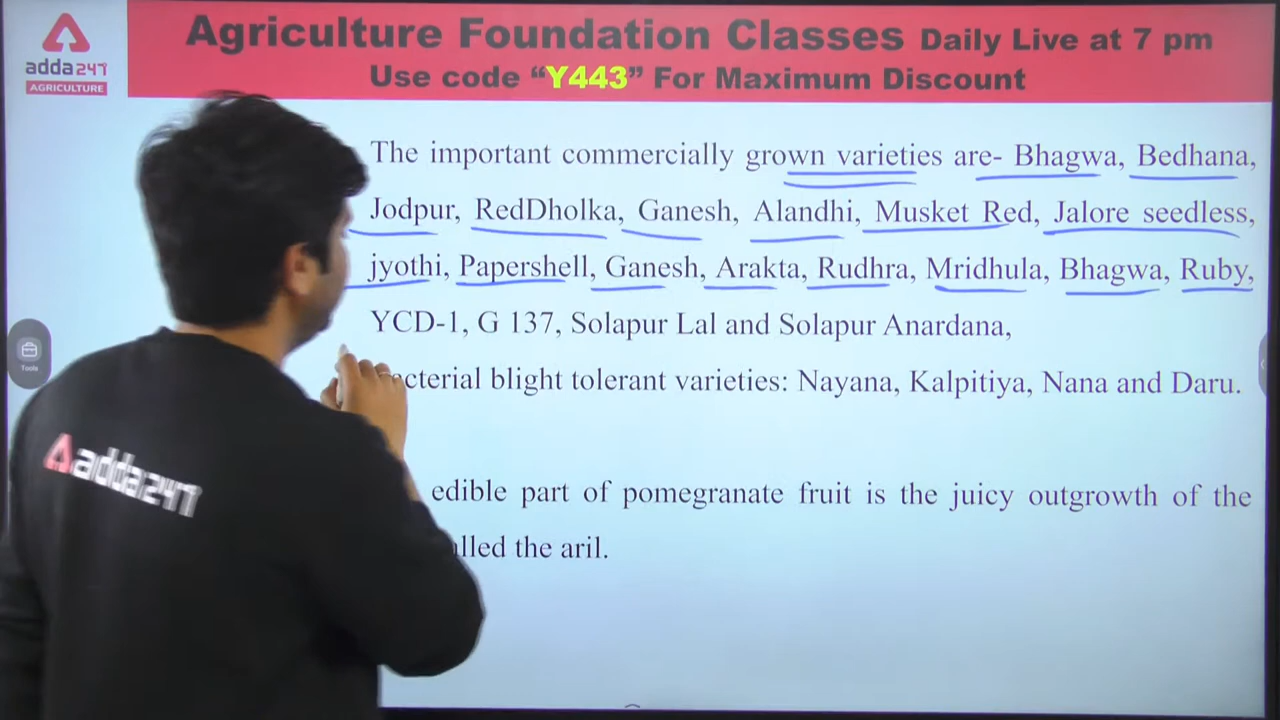 Agriculture Foundation Classes Daily Live at 7 pm
Use code “Y443” For Maximum Discount
adda247
AGRICULTURE
The important commercially grown varieties are- Bhagwa, Bedhana,
Jodpur, RedDholka, Ganesh, Alandhi, Musket Red, Jalore seedless,
jyothi, Papershell, Ganesh, Arakta, Rudhra, Mridhula, Bhagwa, Ruby,
YCD-1, G 137, Solapur Lal and Solapur Anardana,
blight tolerant varieties: Nayana, Kalpitiya, Nana and Daru.
edible part of pomegranate fruit is the juicy outgrowth of the
the aril.
Tools
adda247